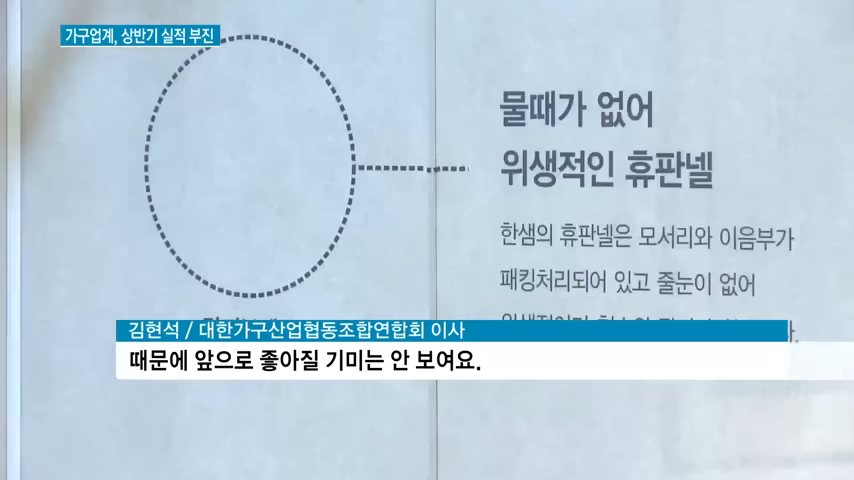 가구업계, 상반기 실적 부진
물때가 없어
위생적인 휴판넬
한샘의 휴판넬은 모서리와 이음부가
패킹처리되어 있고 줄눈이 없어
김현석 / 대한가구산업협동조합연합회 이사
때문에 앞으로 좋아질 기미는 안 보여요.